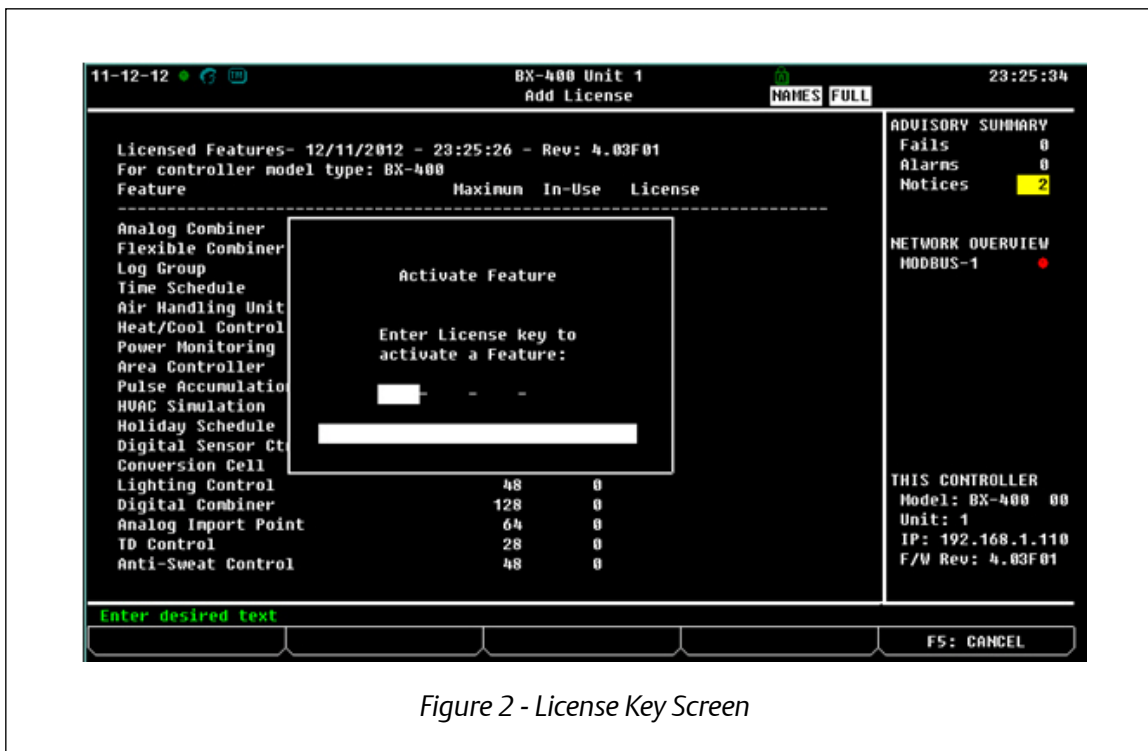 11-12-12 BX-400 Unit 1 23:25:34
Add License NAMES FULL
Licensed Features- 12/11/2012 - 23:25:26 - Rev: 4.03F01
For controller model type: BX-400
Feature Maximum In-Use License
--------------------------------------------------------------------------------
Analog Combiner
Flexible Combiner
Log Group
Time Schedule
Air Handling Unit
Heat/Cool Control
Power Monitoring
Area Controller
Pulse Accumulatio
HVAC Simulation
Holiday Schedule
Digital Sensor Ct
Conversion Cell
Lighting Control 48 0
Digital Combiner 128 0
Analog Import Point 64 0
TD Control 28 0
Anti-Sweat Control 48 0
Activate Feature
Enter License key to
activate a Feature:
- - -
ADVISORY SUMMARY
Fails 0
Alarms 0
Notices 2
NETWORK OVERVIEW
MODBUS-1
THIS CONTROLLER
Model: BX-400 00
Unit: 1
IP: 192.168.1.110
F/W Rev: 4.03F01
Enter desired text
F5: CANCEL
Figure 2 - License Key Screen